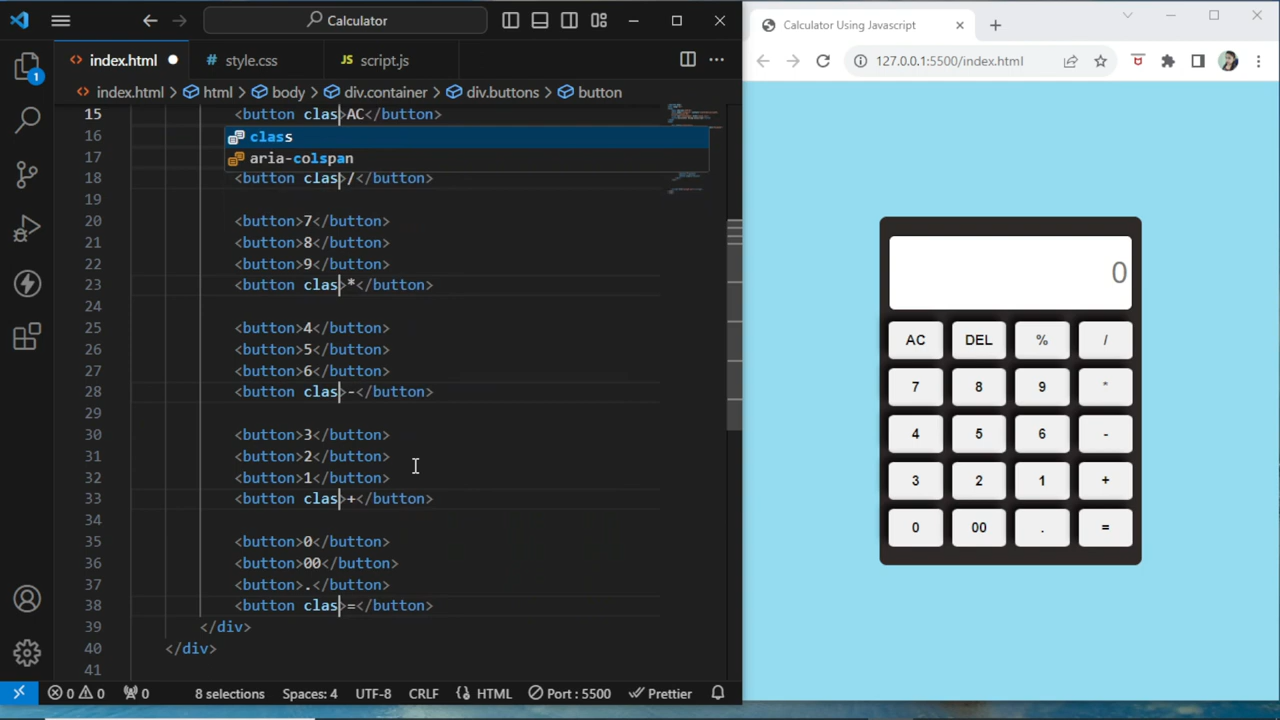 Calculator
index.html
style.css
JS script.js
index.html > html > body > div.container > div.buttons > button
15 <button clas>AC</button>
16 class
17 aria-colspan
18 <button clas>/</button>
19
20 <button>7</button>
21 <button>8</button>
22 <button>9</button>
23 <button clas>*</button>
24
25 <button>4</button>
26 <button>5</button>
27 <button>6</button>
28 <button clas>-</button>
29
30 <button>3</button>
31 <button>2</button>
32 <button>1</button>
33 <button clas>+</button>
34
35 <button>0</button>
36 <button>00</button>
37 <button>.</button>
38 <button clas>=</button>
39 </div>
40 </div>
41
1
0 0 0 8 selections Spaces: 4 UTF-8 CRLF HTML Port : 5500 Prettier
Calculator Using Javascript
127.0.0.1:5500/index.html
0
AC DEL % /
7 8 9 *
4 5 6 -
3 2 1 +
0 00 . =